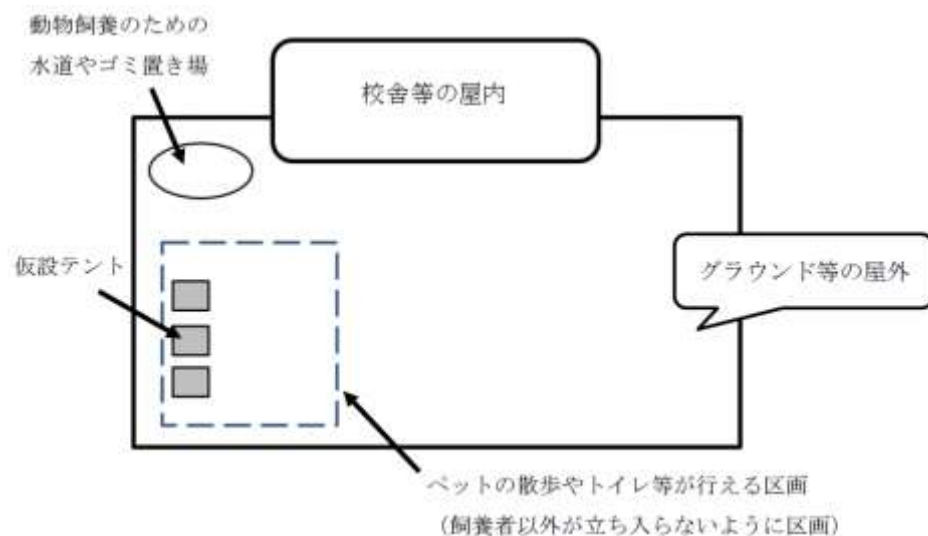 動物飼養のための
水道やゴミ置き場
校舎等の屋内
仮設テント
グラウンド等の屋外
ペットの散歩やトイレ等が行える区画
（飼養者以外が立ち入らないように区画）